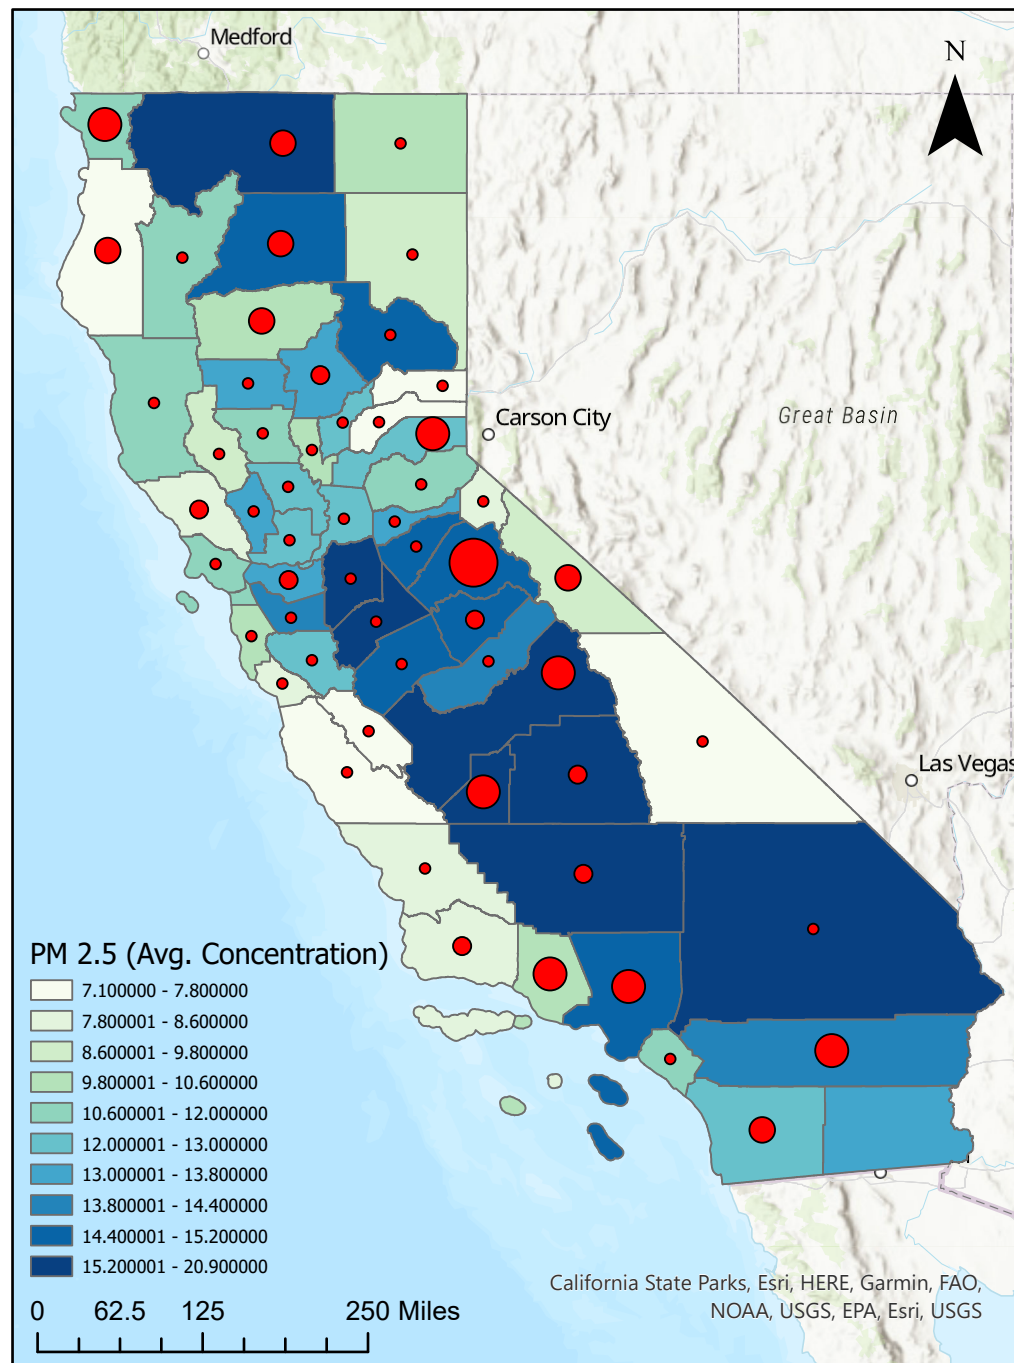 Medford
N
Carson City
Great Basin
Las Vegas
PM 2.5 (Avg. Concentration)
7.100000 - 7.800000
7.800001 - 8.600000
8.600001 - 9.800000
9.800001 - 10.600000
10.600001 - 12.000000
12.000001 - 13.000000
13.000001 - 13.800000
13.800001 - 14.400000
14.400001 - 15.200000
15.200001 - 20.900000
0 62.5 125 250 Miles
California State Parks, Esri, HERE, Garmin, FAO,
NOAA, USGS, EPA, Esri, USGS